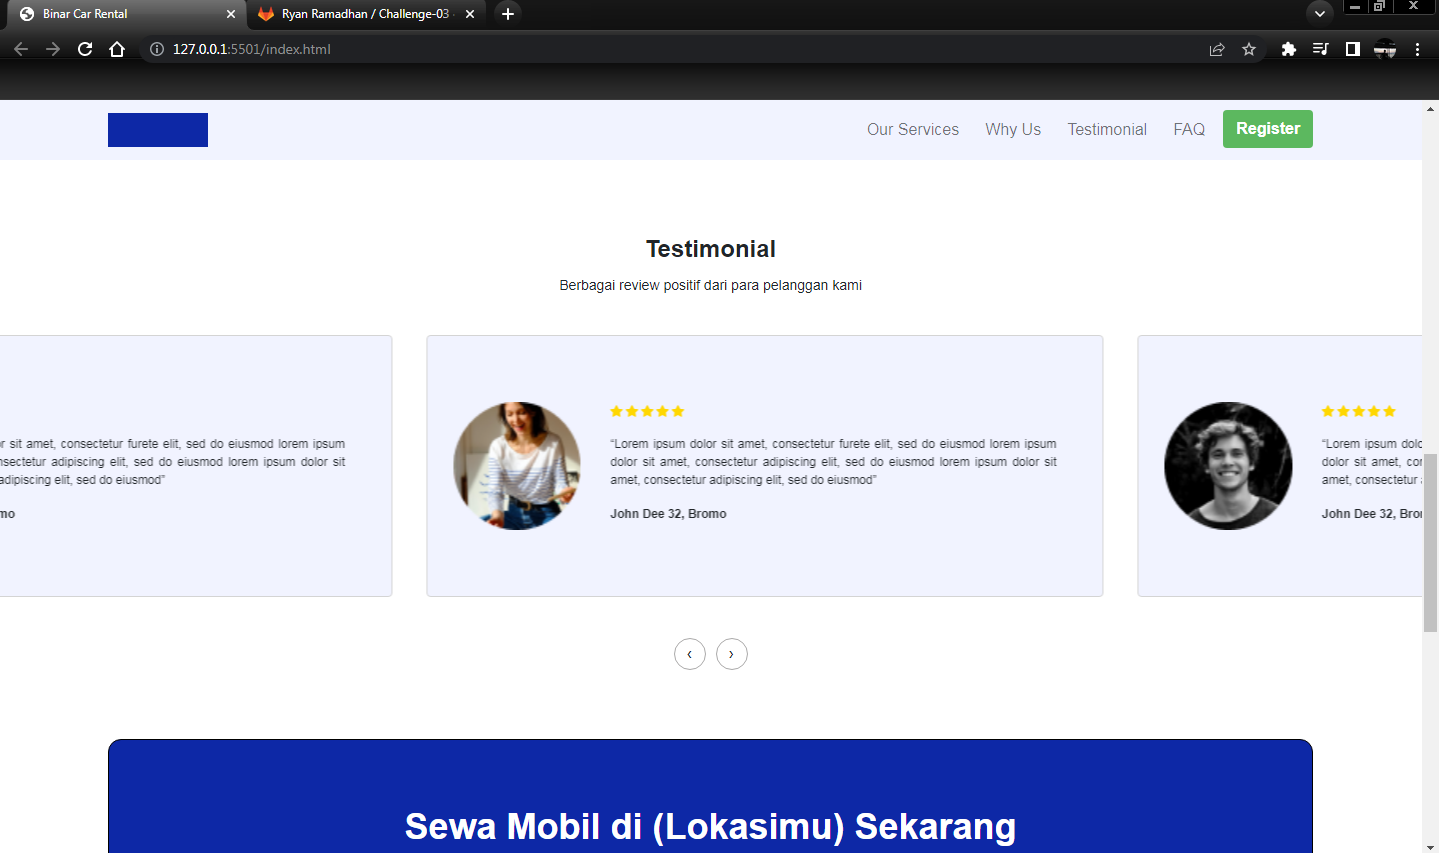 Binar Car Rental
Ryan Ramadhan / Challenge-03
127.0.0.1:5501/index.html
Our Services
Why Us
Testimonial
FAQ
Register
Testimonial
Berbagai review positif dari para pelanggan kami
sit amet, consectetur furete elit, sed do eiusmod lorem ipsum
adipiscing elit, sed do eiusmod lorem ipsum dolor sit
adipiscing elit, sed do eiusmod”
“Lorem ipsum dolor sit amet, consectetur furete elit, sed do eiusmod lorem ipsum
dolor sit amet, consectetur adipiscing elit, sed do eiusmod lorem ipsum dolor sit
amet, consectetur adipiscing elit, sed do eiusmod”
John Dee 32, Bromo
“Lorem ipsum
dolor sit amet,
amet, consectetur
John Dee 32,
‹
›
Sewa Mobil di (Lokasimu) Sekarang